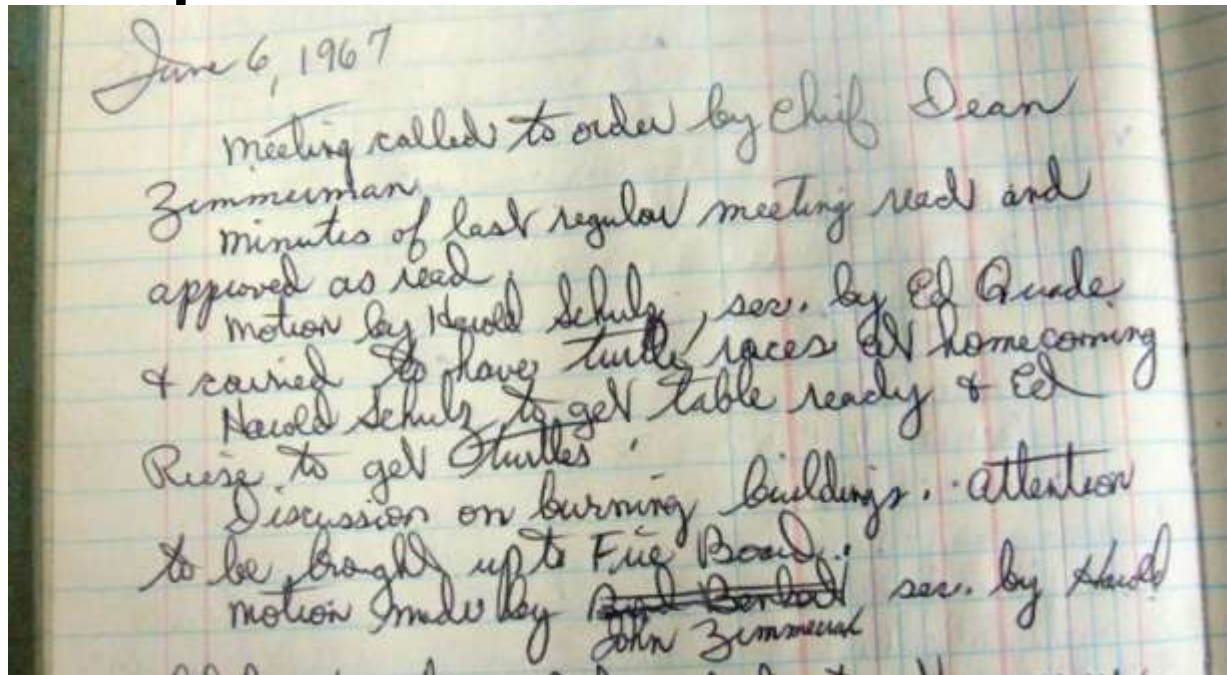 June 6, 1967
Meeting called to order by Chief Dean
Zimmerman
Minutes of last regular meeting read and
approved as read.
Motion by Harold Schulz, sec. by Ed Quade
& carried to have turtle races at homecoming
Harold Schulz to get table ready & Ed
Riese to get turtles.
Discussion on burning buildings. Attention
to be brought up to Fire Board.
Motion made by sec. by Harold
John Zimmerman